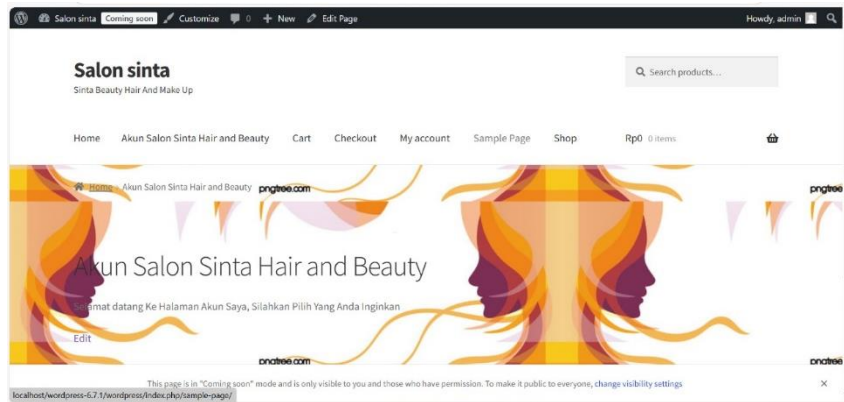 Salon sinta Coming soon Customize 0 New Edit Page Howdy, admin
Salon sinta
Sinta Beauty Hair And Make Up
Search products...
Home Akun Salon Sinta Hair and Beauty Cart Checkout My account Sample Page Shop Rp0 0 items
Home Akun Salon Sinta Hair and Beauty pngtree.com pngtree
Akun Salon Sinta Hair and Beauty
Selamat datang Ke Halaman Akun Saya, Silahkan Pilih Yang Anda Inginkan
Edit
pngtree.com pngtree
This page is in "Coming soon" mode and is only visible to you and those who have permission. To make it public to everyone, change visibility settings
localhost/wordpress-6.7.1/wordpress/index.php/sample-page/